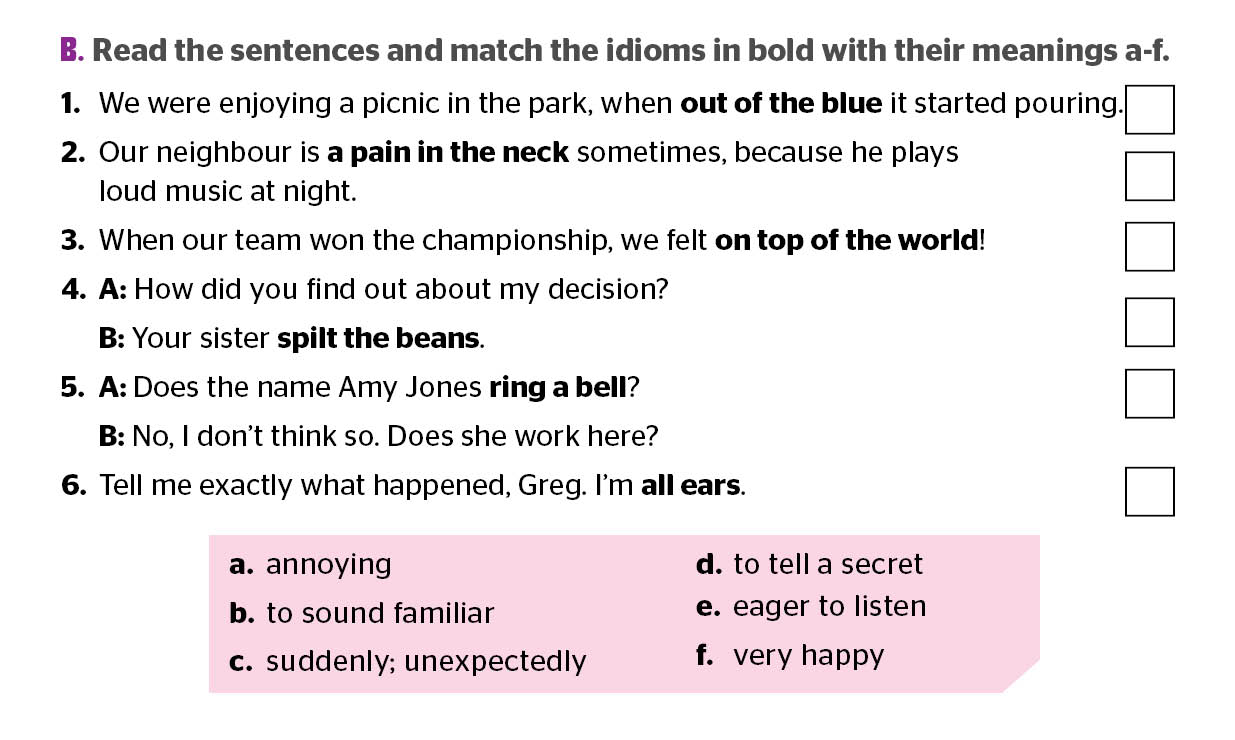 B. Read the sentences and match the idioms in bold with their meanings a-f.
1. We were enjoying a picnic in the park, when out of the blue it started pouring.
2. Our neighbour is a pain in the neck sometimes, because he plays
loud music at night.
3. When our team won the championship, we felt on top of the world!
4. A: How did you find out about my decision?
B: Your sister spilt the beans.
5. A: Does the name Amy Jones ring a bell?
B: No, I don't think so. Does she work here?
6. Tell me exactly what happened, Greg. I'm all ears.
a. annoying
b. to sound familiar
c. suddenly; unexpectedly
d. to tell a secret
e. eager to listen
f. very happy